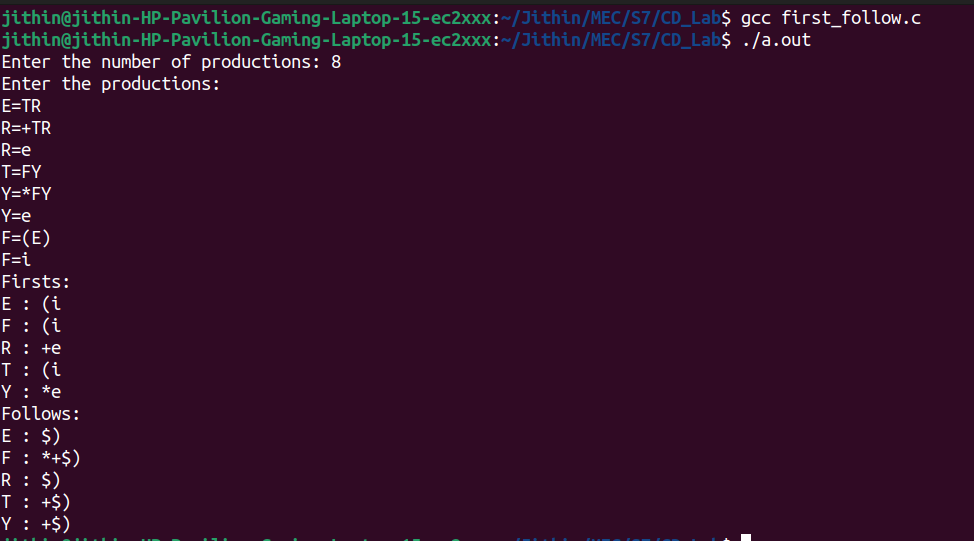 jithin@jithin-HP-Pavilion-Gaming-Laptop-15-ec2xxx:~/Jithin/MEC/S7/CD_Lab$ gcc first_follow.c
jithin@jithin-HP-Pavilion-Gaming-Laptop-15-ec2xxx:~/Jithin/MEC/S7/CD_Lab$ ./a.out
Enter the number of productions: 8
Enter the productions:
E=TR
R=+TR
R=e
T=FY
Y=*FY
Y=e
F=(E)
F=i
Firsts:
E : (i
F : (i
R : +e
T : (i
Y : *e
Follows:
E : $)
F : *+$)
R : $)
T : +$)
Y : +$)